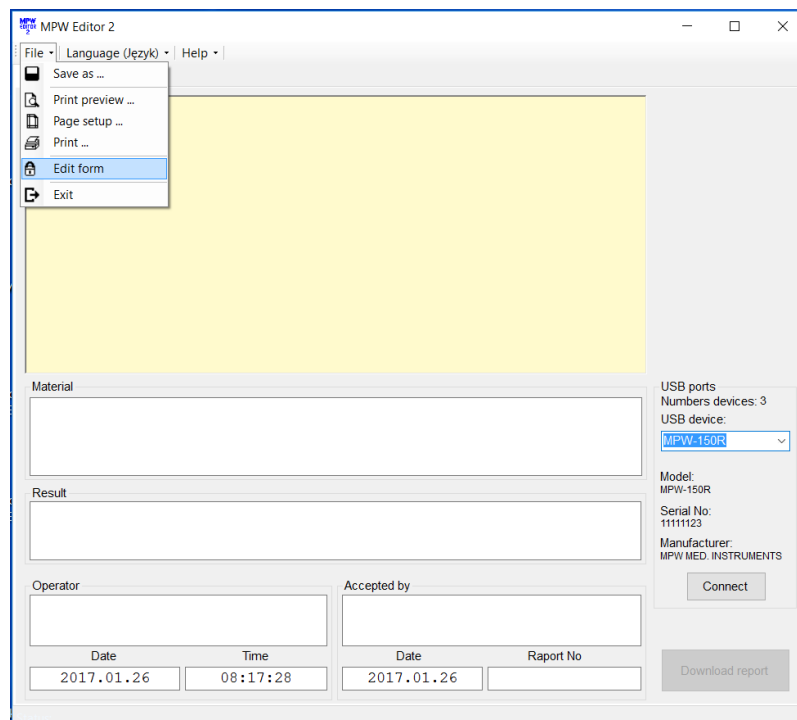 MPW EDITOR 2 MPW Editor 2
File Language (Język) Help
Save as ...
Print preview ...
Page setup ...
Print ...
Edit form
Exit
Material
Result
Operator
Accepted by
Date Time Date Raport No
2017.01.26 08:17:28 2017.01.26
USB ports
Numbers devices: 3
USB device:
MPW-150R
Model:
MPW-150R
Serial No:
11111123
Manufacturer:
MPW MED. INSTRUMENTS
Connect
Download report